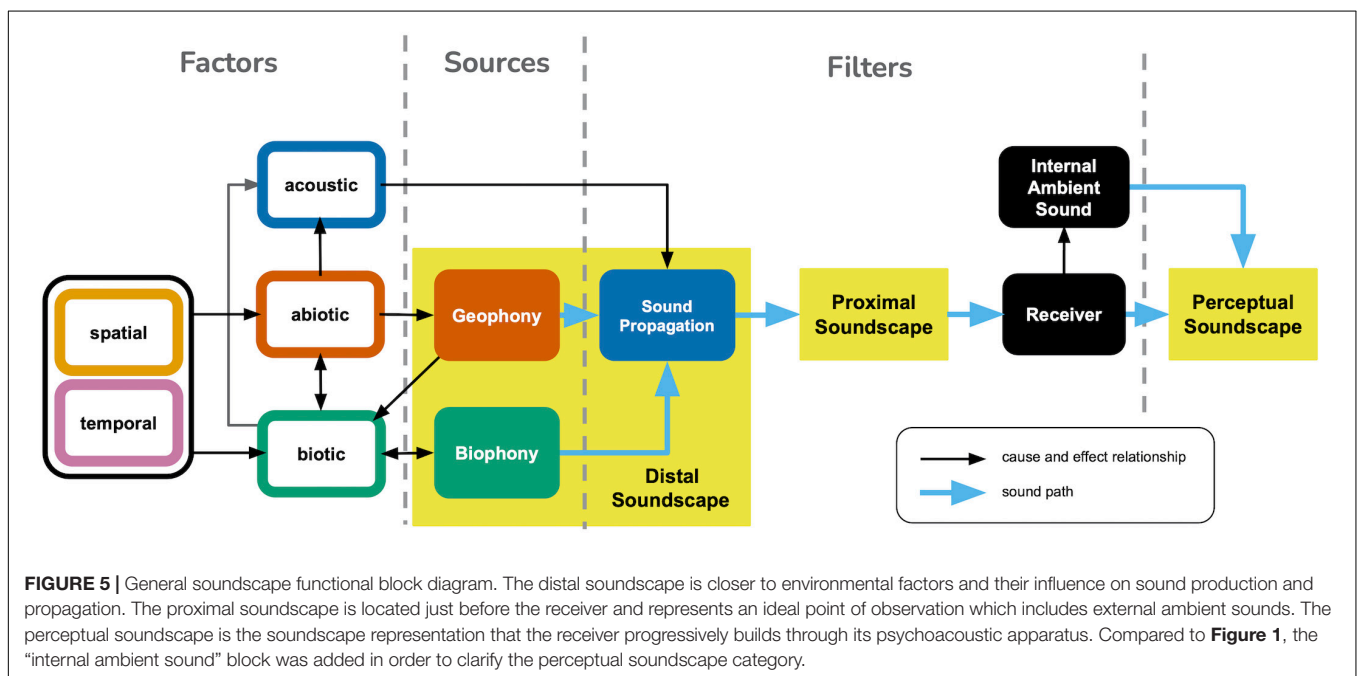 Factors
Sources
Filters
acoustic
Internal
Ambient
Sound
spatial
abiotic
Geophony
Sound
Propagation
Proximal
Soundscape
Receiver
Perceptual
Soundscape
temporal
biotic
Biophony
Distal
Soundscape
cause and effect relationship
sound path
FIGURE 5 | General soundscape functional block diagram. The distal soundscape is closer to environmental factors and their influence on sound production and
propagation. The proximal soundscape is located just before the receiver and represents an ideal point of observation which includes external ambient sounds. The
perceptual soundscape is the soundscape representation that the receiver progressively builds through its psychoacoustic apparatus. Compared to Figure 1, the
“internal ambient sound” block was added in order to clarify the perceptual soundscape category.